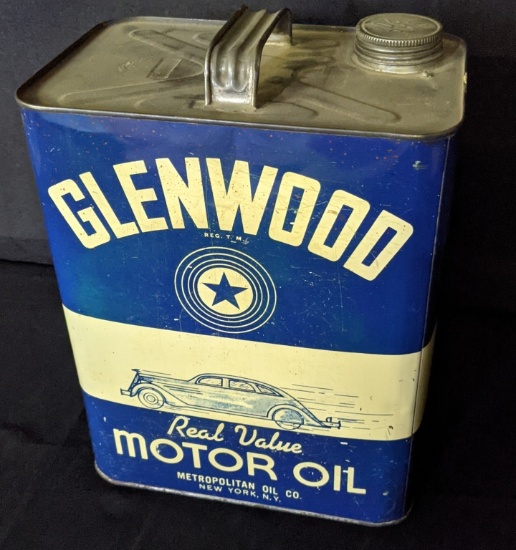 GLENWOOD
REG. T. M.
Real Value
MOTOR OIL
METROPOLITAN OIL CO.
NEW YORK, N.Y.